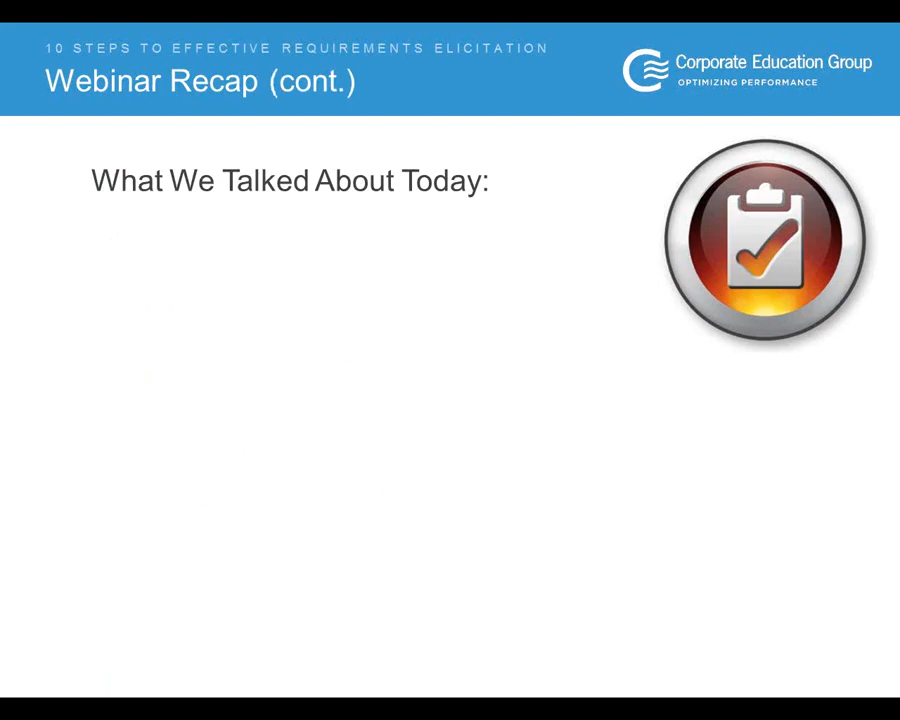 10 STEPS TO EFFECTIVE REQUIREMENTS ELICITATION
Webinar Recap (cont.)
Corporate Education Group
OPTIMIZING PERFORMANCE
What We Talked About Today: